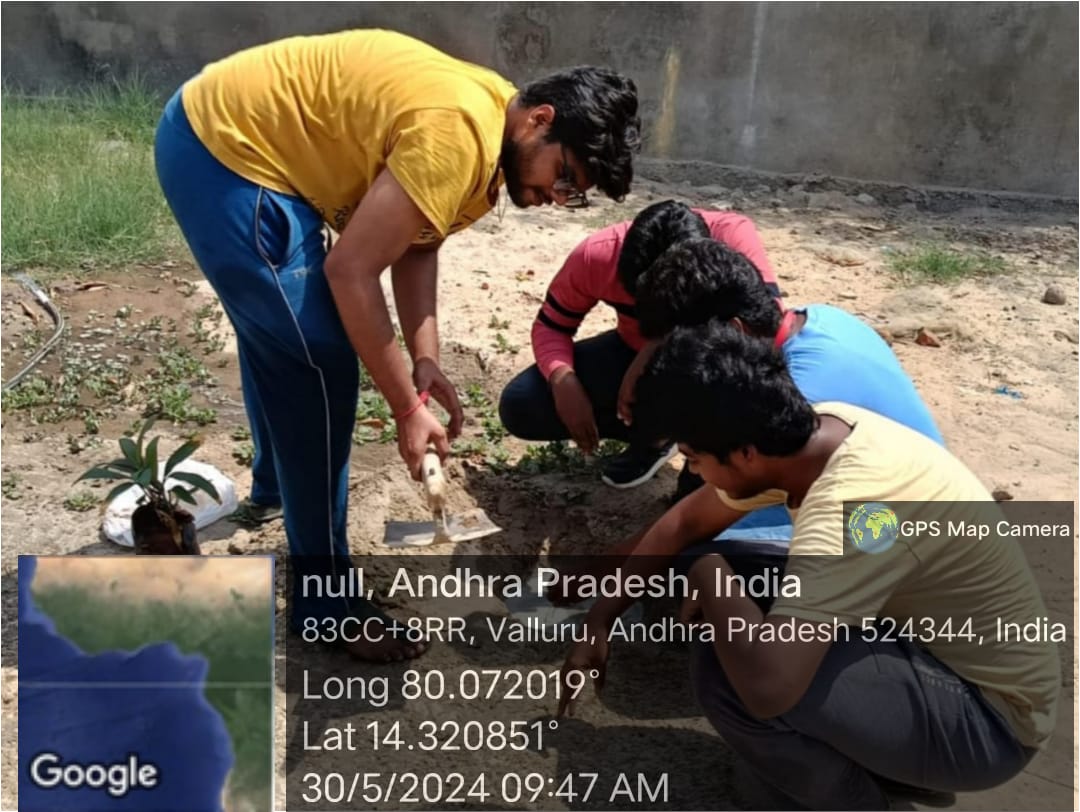 GPS Map Camera
null, Andhra Pradesh, India
83CC+8RR, Valluru, Andhra Pradesh 524344, India
Long 80.072019°
Lat 14.320851°
30/5/2024 09:47 AM
Google